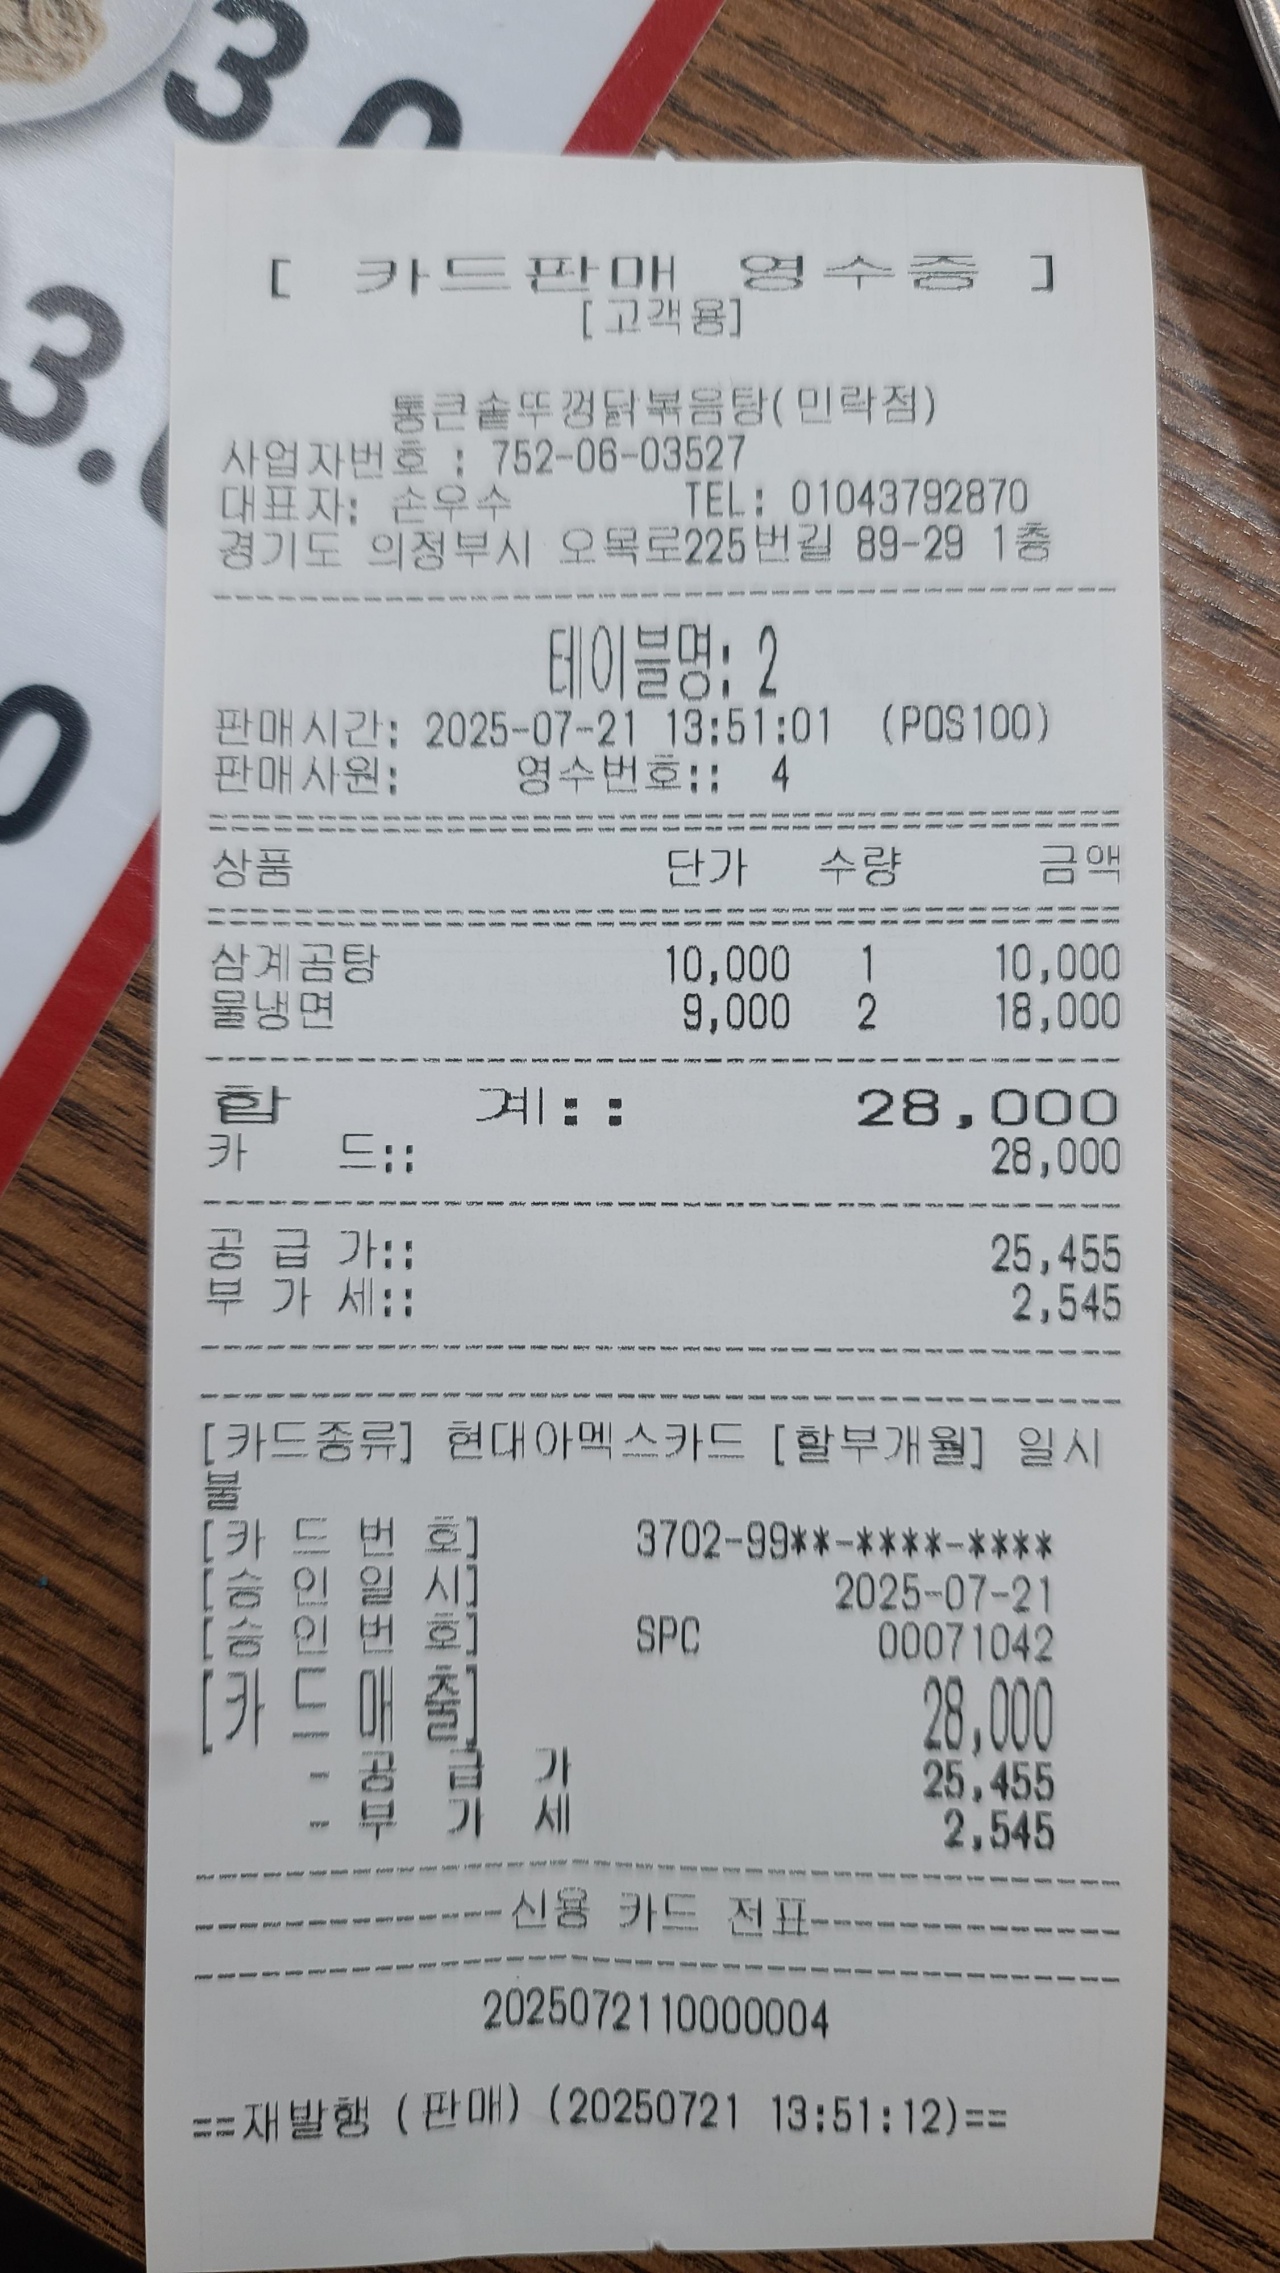 3.0
3.
0
[ 카드판매 영수증 ]
[고객용]
통큰솥뚜껑닭볶음탕(민락점)
사업자번호 : 752-06-03527
대표자: 손우수 TEL: 01043792870
경기도 의정부시 오목로225번길 89-29 1층
테이블명: 2
판매시간: 2025-07-21 13:51:01 (POS100)
판매사원: 영수번호:: 4
상품 단가 수량 금액
삼계곰탕 10,000 1 10,000
물냉면 9,000 2 18,000
합 계:: 28,000
카 드:: 28,000
공 급 가:: 25,455
부 가 세:: 2,545
[카드종류] 현대아멕스카드 [할부개월] 일시
불
[카 드 번 호] 3702-99**-****-****
[승 인 일 시] 2025-07-21
[승 인 번 호] SPC 00071042
[카 드 매 출] 28,000
- 공 급 가 25,455
- 부 가 세 2,545
------------신용 카드 전표------------
2025072110000004
==재발행 (판매) (20250721 13:51:12)==